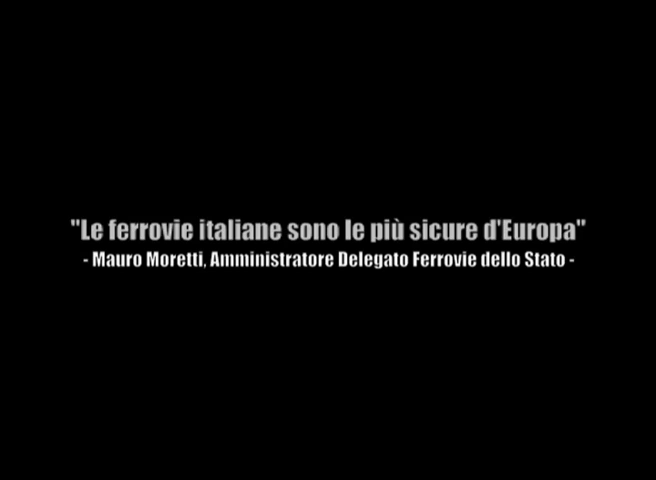 "Le ferrovie italiane sono le più sicure d'Europa"
- Mauro Moretti, Amministratore Delegato Ferrovie dello Stato -